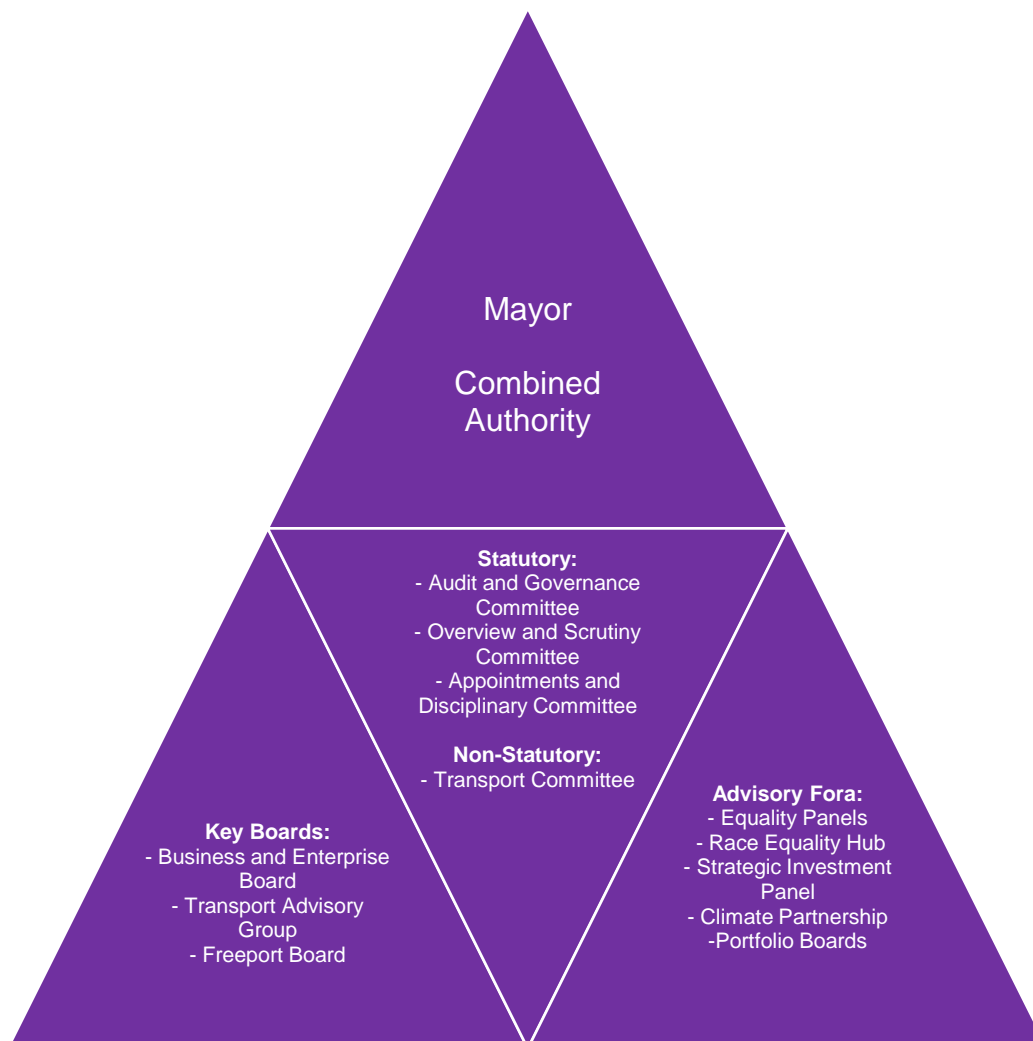 Mayor
Combined
Authority
Statutory:
- Audit and Governance
Committee
- Overview and Scrutiny
Committee
- Appointments and
Disciplinary Committee
Non-Statutory:
- Transport Committee
Key Boards:
- Business and Enterprise
Board
- Transport Advisory
Group
- Freeport Board
Advisory Fora:
- Equality Panels
- Race Equality Hub
- Strategic Investment
Panel
- Climate Partnership
-Portfolio Boards